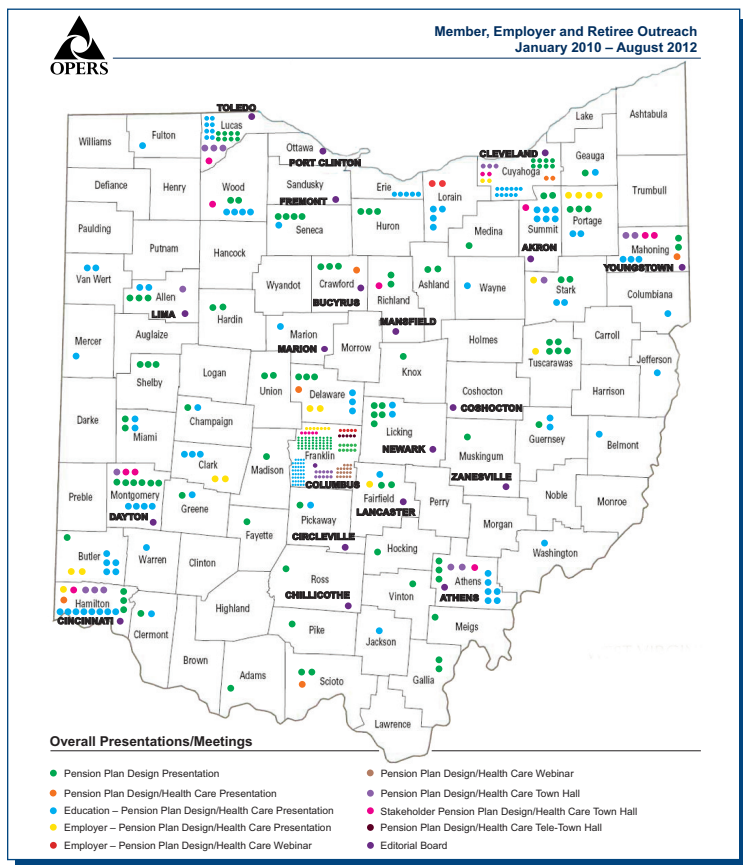 OPERS
Member, Employer and Retiree Outreach
January 2010 – August 2012
TOLEDO
Lake
Ashtabula
Williams
Fulton
Lucas
Ottawa
PORT CLINTON
CLEVELAND
Geauga
Cuyahoga
Defiance
Henry
Wood
Sandusky
FREMONT
Erie
Lorain
Trumbull
Paulding
Seneca
Huron
Medina
Summit
AKRON
Portage
Mahoning
YOUNGSTOWN
Putnam
Hancock
Van Wert
Allen
LIMA
Wyandot
Crawford
BUCYRUS
Richland
MANSFIELD
Ashland
Wayne
Stark
Columbiana
Hardin
Mercer
Auglaize
Marion
MARION
Morrow
Holmes
Carroll
Jefferson
Tuscarawas
Shelby
Logan
Union
Delaware
Knox
Coshocton
COSHOCTON
Harrison
Darke
Miami
Champaign
Licking
NEWARK
Guernsey
Belmont
Clark
Madison
Franklin
COLUMBUS
Muskingum
ZANESVILLE
Preble
Montgomery
DAYTON
Greene
Fairfield
LANCASTER
Perry
Noble
Monroe
Pickaway
CIRCLEVILLE
Morgan
Fayette
Butler
Warren
Clinton
Hocking
Washington
Ross
CHILLICOTHE
Athens
ATHENS
Vinton
Hamilton
CINCINNATI
Highland
Clermont
Pike
Jackson
Meigs
Brown
Adams
Scioto
Gallia
Lawrence
Overall Presentations/Meetings
Pension Plan Design Presentation
Pension Plan Design/Health Care Presentation
Education – Pension Plan Design/Health Care Presentation
Employer – Pension Plan Design/Health Care Presentation
Employer – Pension Plan Design/Health Care Webinar
Pension Plan Design/Health Care Webinar
Pension Plan Design/Health Care Town Hall
Stakeholder Pension Plan Design/Health Care Town Hall
Pension Plan Design/Health Care Tele-Town Hall
Editorial Board